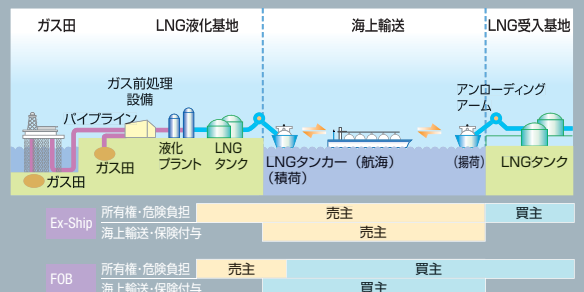 ガス田 LNG液化基地 海上輸送 LNG受入基地
ガス前処理
設備
パイプライン
アンローディング
アーム
液化
プラント
LNG
タンク
ガス田
ガス田
LNGタンカー（航海）
（積荷）
（揚荷）
LNGタンク
Ex-Ship
所有権・危険負担 売主 買主
海上輸送・保険付与 売主
FOB
所有権・危険負担 売主 買主
海上輸送・保険付与 買主